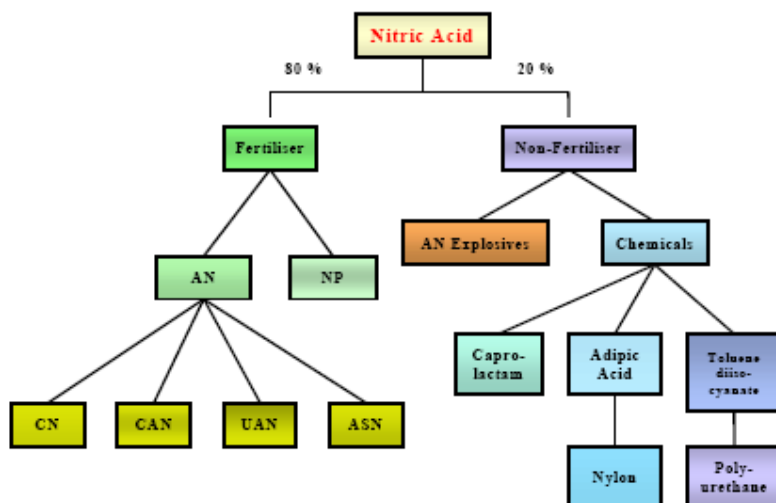 Nitric Acid
80 %
20 %
Fertiliser
Non-Fertiliser
AN Explosives
Chemicals
AN
NP
Capro-
lactam
Adipic
Acid
Toluene
diiso-
cyanate
CN
CAN
UAN
ASN
Nylon
Poly-
urethane